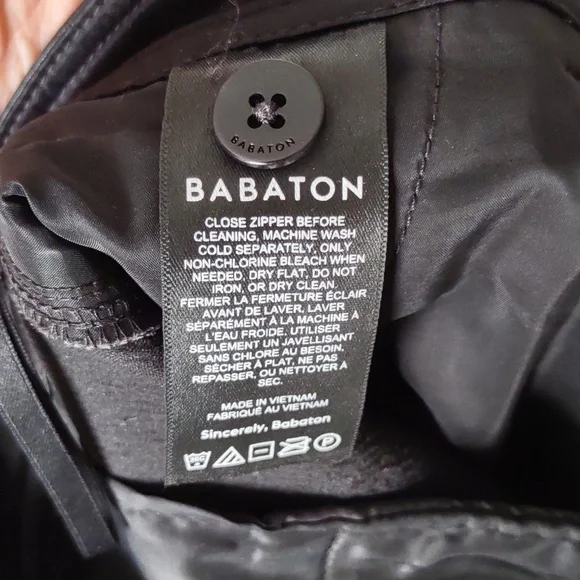 BABATON
BABATON
CLOSE ZIPPER BEFORE
CLEANING, MACHINE WASH
COLD SEPARATELY, ONLY
NON-CHLORINE BLEACH WHEN
NEEDED, DRY FLAT, DO NOT
IRON, OR DRY CLEAN.
FERMER LA FERMETURE ÉCLAIR
AVANT DE LAVER, LAVER
SÉPARÉMENT À LA MACHINE À
L'EAU FROIDE, UTILISER
SEULEMENT UN JAVELLISANT
SANS CHLORE AU BESOIN,
SÉCHER À PLAT, NE PAS
REPASSER, OU NETTOYER À
SEC.
MADE IN VIETNAM
FABRIQUÉ AU VIETNAM
Sincerely, Babaton
P